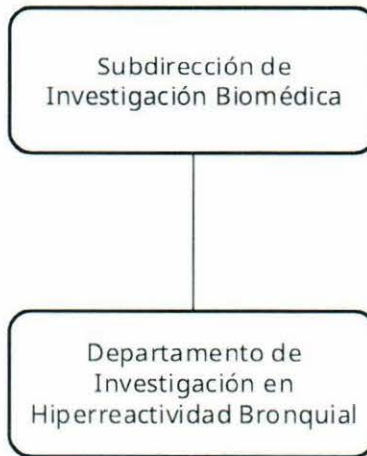 Subdirección de
Investigación Biomédica
Departamento de
Investigación en
Hiperreactividad Bronquial